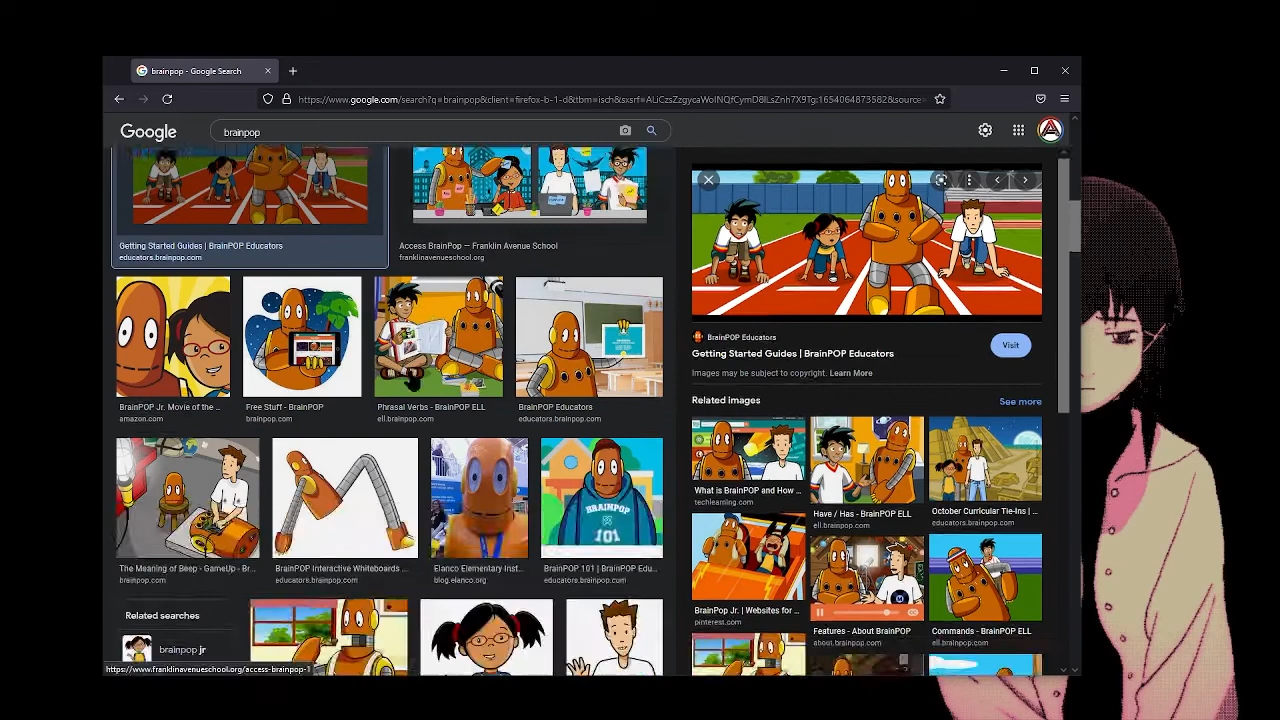 brainpop - Google Search
https://www.google.com/search?q=brainpop&client=firefox-b-1-d&tbm=isch&sxsrf=ALiCzsZzgycaWoINQfCymD8ILsZnh7X9Tg:1654064873582&source=
Google
brainpop
Getting Started Guides | BrainPOP Educators
educators.brainpop.com
Access BrainPop — Franklin Avenue School
franklinavenueschool.org
BrainPOP Jr. Movie of the ...
amazon.com
Free Stuff - BrainPOP
brainpop.com
Phrasal Verbs - BrainPOP ELL
ell.brainpop.com
BrainPOP Educators
educators.brainpop.com
BRAINPOP
101
The Meaning of Beep - GameUp - Br...
brainpop.com
BrainPOP Interactive Whiteboards ...
educators.brainpop.com
Elanco Elementary Inst...
blog.elanco.org
BrainPOP 101 | BrainPOP Edu...
educators.brainpop.com
Related searches
brainpop jr
https://www.franklinavenueschool.org/access-brainpop-1
BrainPOP Educators
Getting Started Guides | BrainPOP Educators
Visit
Images may be subject to copyright. Learn More
Related images
See more
What is BrainPOP and How ...
techlearning.com
Have / Has - BrainPOP ELL
ell.brainpop.com
October Curricular Tie-Ins | ...
educators.brainpop.com
BrainPop Jr. | Websites for ...
pinterest.com
Features - About BrainPOP
about.brainpop.com
Commands - BrainPOP ELL
ell.brainpop.com